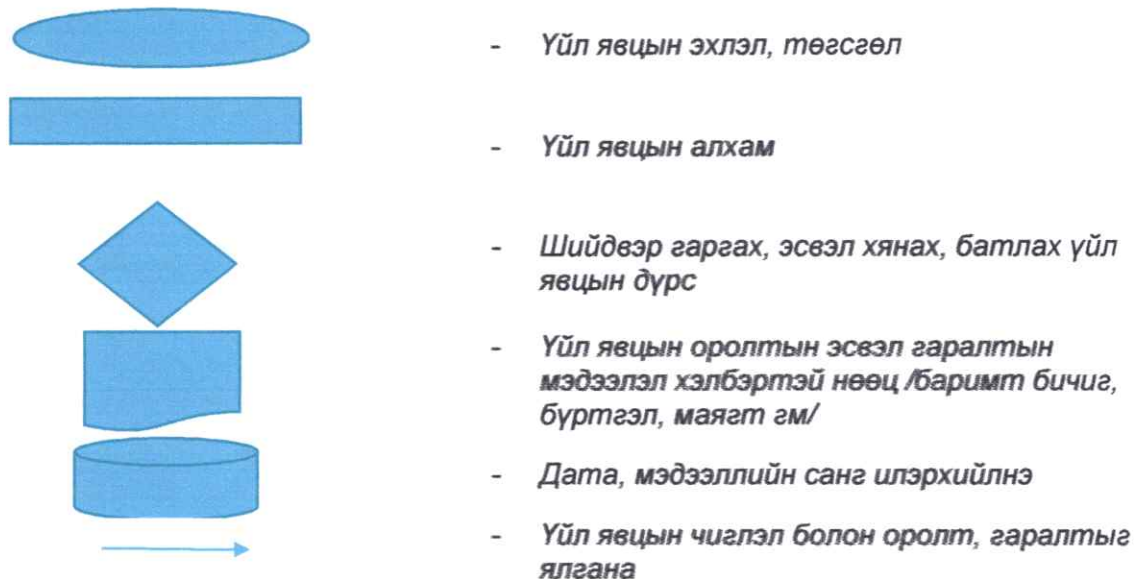 - Үйл явцын эхлэл, төгсгөл
- Үйл явцын алхам
- Шийдвэр гаргах, эсвэл хянах, батлах үйл
явцын дүрс
- Үйл явцын оролтын эсвэл гаралтын
мэдээлэл хэлбэртэй нөөц /баримт бичиг,
бүртгэл, маягт гм/
- Дата, мэдээллийн санг илэрхийлнэ
- Үйл явцын чиглэл болон оролт, гаралтыг
ялгана